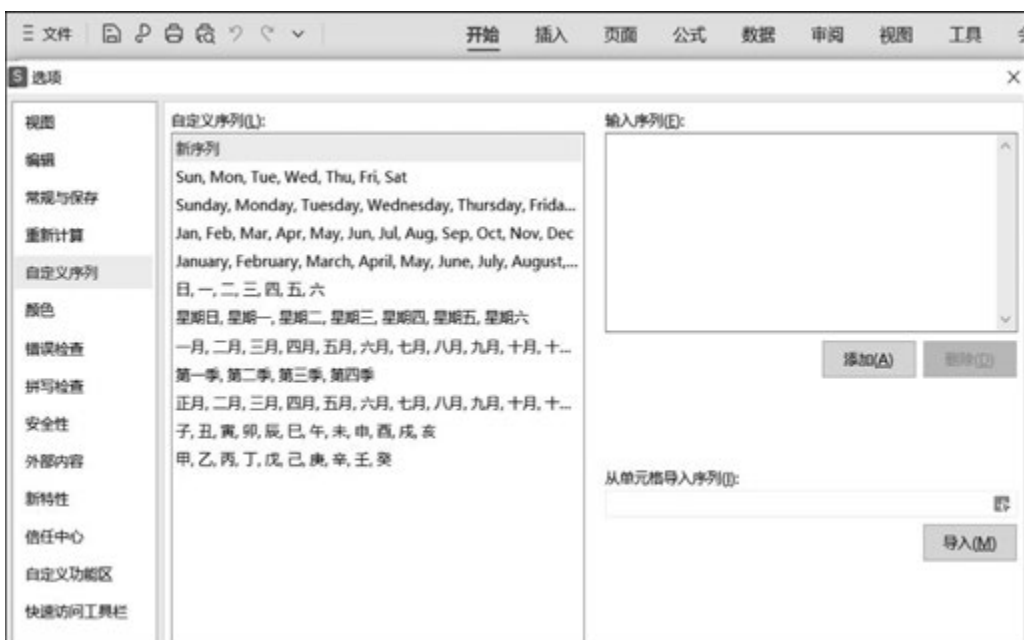 文件 开始 插入 页面 公式 数据 审阅 视图 工具
S 选项
视图
编辑
常规与保存
重新计算
自定义序列
颜色
错误检查
拼写检查
安全性
外部内容
新特性
信任中心
自定义功能区
快速访问工具栏
自定义序列(L):
新序列
Sun, Mon, Tue, Wed, Thu, Fri, Sat
Sunday, Monday, Tuesday, Wednesday, Thursday, Frida...
Jan, Feb, Mar, Apr, May, Jun, Jul, Aug, Sep, Oct, Nov, Dec
January, February, March, April, May, June, July, August,...
日, 一, 二, 三, 四, 五, 六
星期日, 星期一, 星期二, 星期三, 星期四, 星期五, 星期六
一月, 二月, 三月, 四月, 五月, 六月, 七月, 八月, 九月, 十月, 十...
第一季, 第二季, 第三季, 第四季
正月, 二月, 三月, 四月, 五月, 六月, 七月, 八月, 九月, 十月, 十...
子, 丑, 寅, 卯, 辰, 巳, 午, 未, 申, 酉, 戌, 亥
甲, 乙, 丙, 丁, 戊, 己, 庚, 辛, 壬, 癸
输入序列(E):
添加(A) 删除(D)
从单元格导入序列(I):
导入(M)